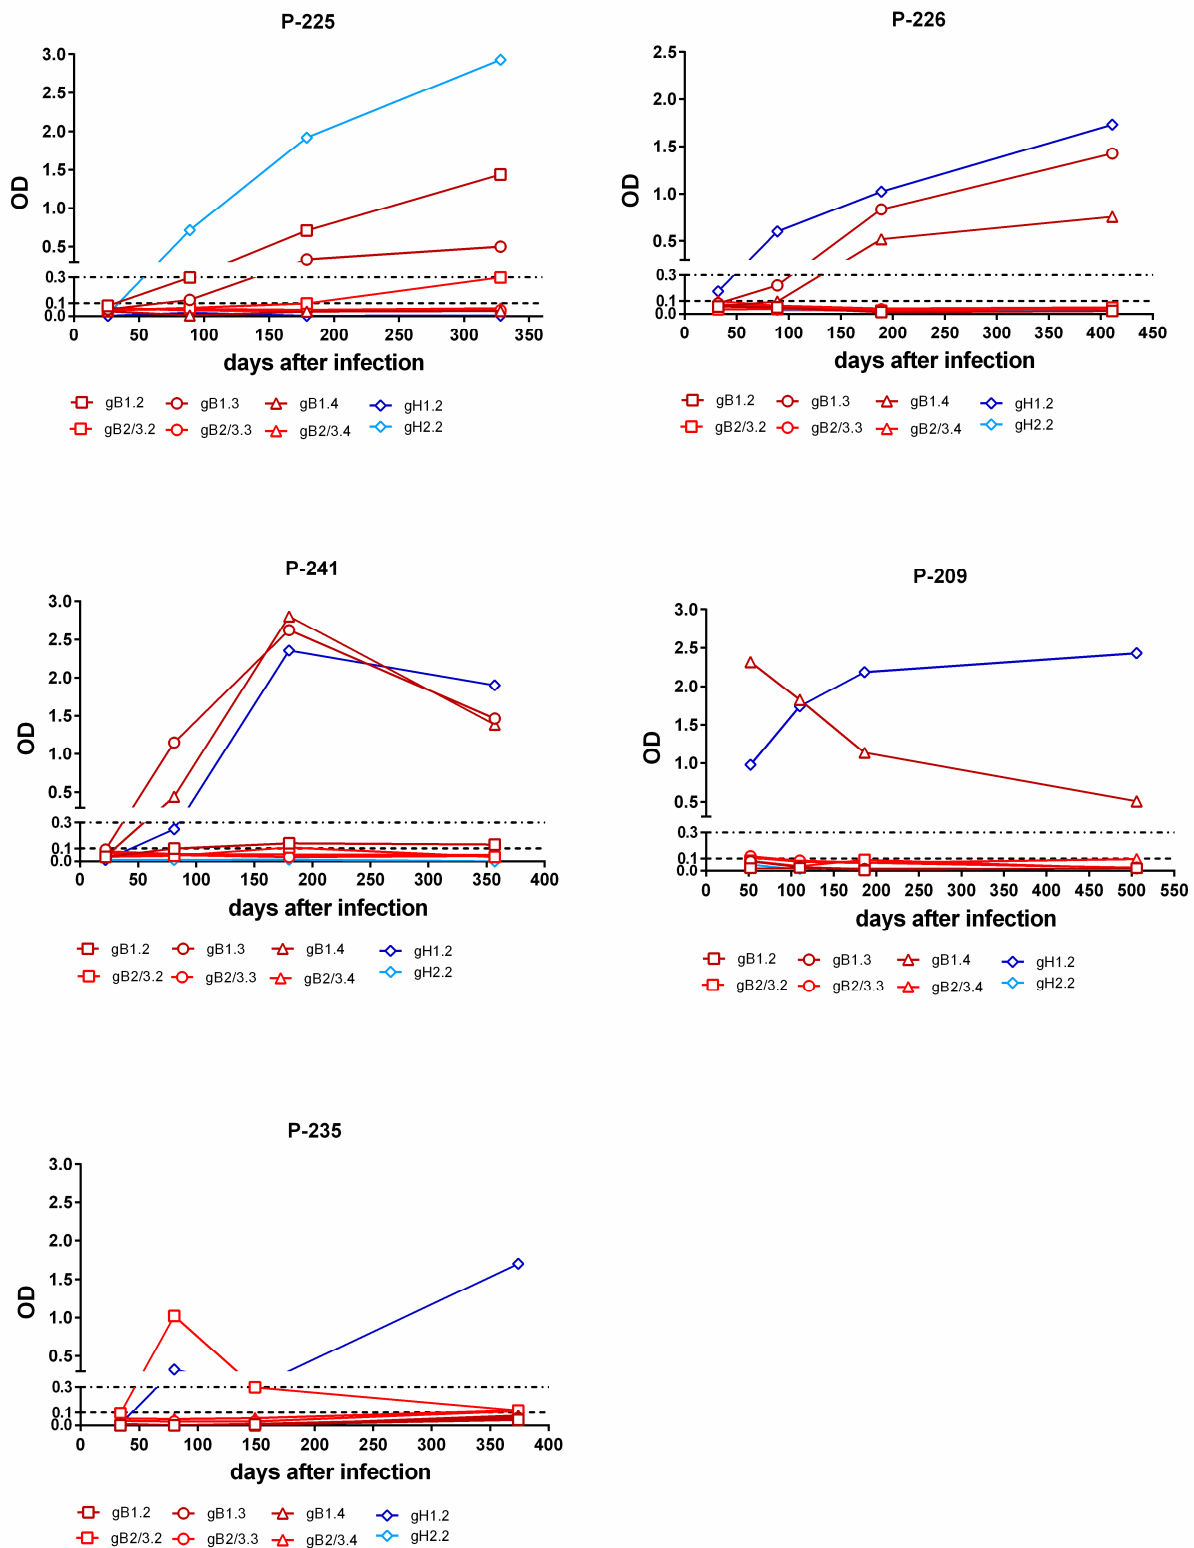 P-225
3.0
2.5
2.0
1.5
1.0
0.5
0.3
0.1
0.0
OD
0 50 100 150 200 250 300 350
days after infection
gB1.2 gB1.3 gB1.4 gH1.2
gB2/3.2 gB2/3.3 gB2/3.4 gH2.2
P-226
2.5
2.0
1.5
1.0
0.5
0.3
0.1
0.0
OD
0 50 100 150 200 250 300 350 400 450
days after infection
gB1.2 gB1.3 gB1.4 gH1.2
gB2/3.2 gB2/3.3 gB2/3.4 gH2.2
P-241
3.0
2.5
2.0
1.5
1.0
0.5
0.3
0.1
0.0
OD
0 50 100 150 200 250 300 350 400
days after infection
gB1.2 gB1.3 gB1.4 gH1.2
gB2/3.2 gB2/3.3 gB2/3.4 gH2.2
P-209
3.0
2.5
2.0
1.5
1.0
0.5
0.3
0.1
0.0
OD
0 50 100 150 200 250 300 350 400 450 500 550
days after infection
gB1.2 gB1.3 gB1.4 gH1.2
gB2/3.2 gB2/3.3 gB2/3.4 gH2.2
P-235
3.0
2.5
2.0
1.5
1.0
0.5
0.3
0.1
0.0
OD
0 50 100 150 200 250 300 350 400
days after infection
gB1.2 gB1.3 gB1.4 gH1.2
gB2/3.2 gB2/3.3 gB2/3.4 gH2.2